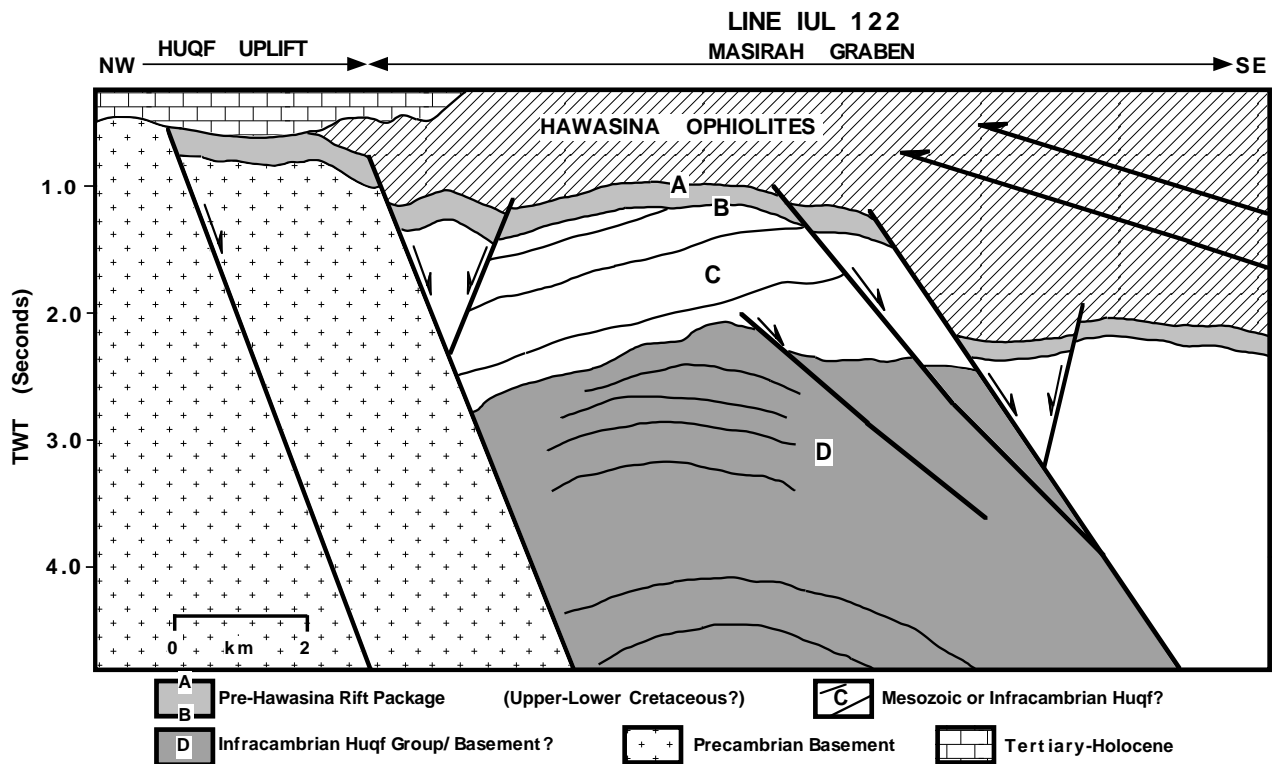 LINE IUL 122
HUQF UPLIFT
MASIRAH GRABEN
NW
SE
HAWASINA OPHIOLITES
A
B
C
D
1.0
2.0
3.0
4.0
TWT (Seconds)
0 km 2
A
B
Pre-Hawasina Rift Package (Upper-Lower Cretaceous?)
C
Mesozoic or Infracambrian Huqf?
D
Infracambrian Huqf Group/ Basement ?
Precambrian Basement
Tertiary-Holocene